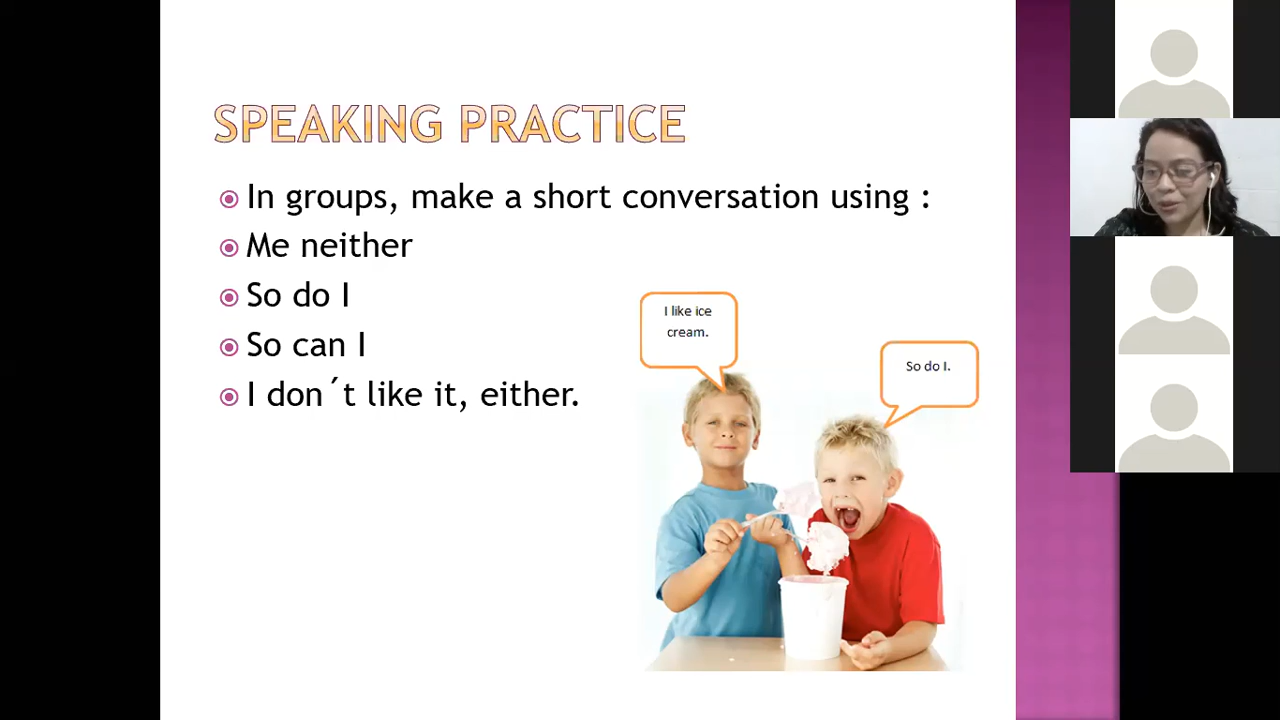 SPEAKING PRACTICE
In groups, make a short conversation using :
Me neither
So do I
So can I
I don´t like it, either.
I like ice
cream.
So do I.